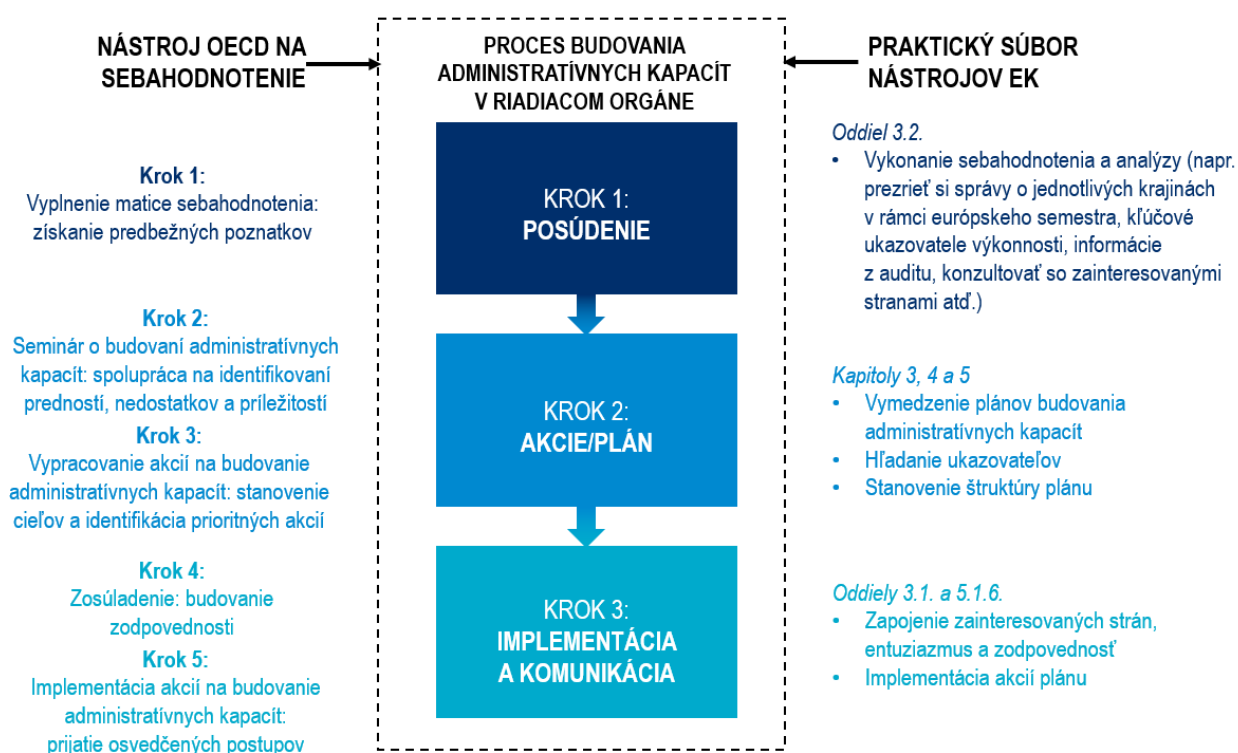 NÁSTROJ OECD NA
SEBAHODNOTENIE
Krok 1:
Vyplnenie matice sebahodnotenia:
získanie predbežných poznatkov
Krok 2:
Seminár o budovaní administratívnych
kapacít: spolupráca na identifikovaní
predností, nedostatkov a príležitostí
Krok 3:
Vypracovanie akcií na budovanie
administratívnych kapacít: stanovenie
cieľov a identifikácia prioritných akcií
Krok 4:
Zosúladenie: budovanie
zodpovednosti
Krok 5:
Implementácia akcií na budovanie
administratívnych kapacít:
prijatie osvedčených postupov
PROCES BUDOVANIA
ADMINISTRATÍVNYCH KAPACÍT
V RIADIACOM ORGÁNE
KROK 1:
POSÚDENIE
KROK 2:
AKCIE/PLÁN
KROK 3:
IMPLEMENTÁCIA
A KOMUNIKÁCIA
PRAKTICKÝ SÚBOR
NÁSTROJOV EK
Oddiel 3.2.
• Vykonanie sebahodnotenia a analýzy (napr.
prezrieť si správy o jednotlivých krajinách
v rámci európskeho semestra, kľúčové
ukazovatele výkonnosti, informácie
z auditu, konzultovať so zainteresovanými
stranami atď.)
Kapitoly 3, 4 a 5
• Vymedzenie plánov budovania
administratívnych kapacít
• Hľadanie ukazovateľov
• Stanovenie štruktúry plánu
Oddiely 3.1. a 5.1.6.
• Zapojenie zainteresovaných strán,
entuziazmus a zodpovednosť
• Implementácia akcií plánu